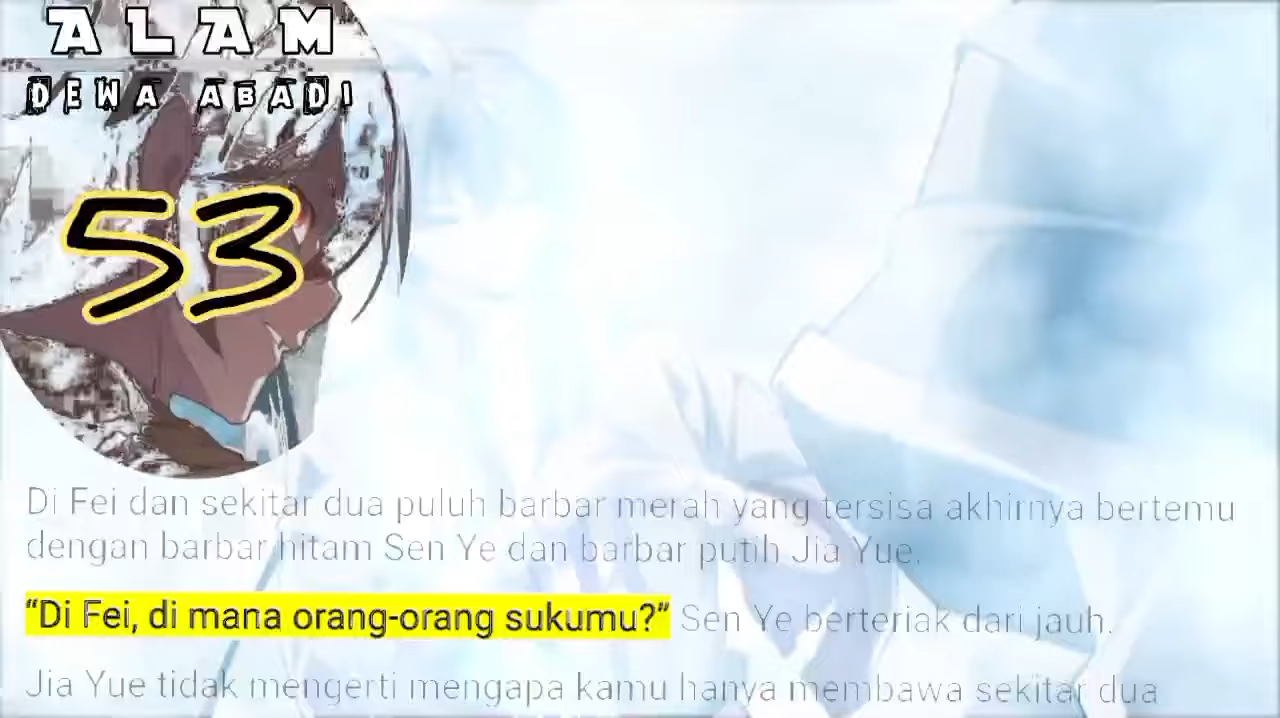 ALAM
DEWA ABADI
53
Di Fei dan sekitar dua puluh barbar merah yang tersisa akhirnya bertemu
dengan barbar hitam Sen Ye dan barbar putih Jia Yue.
“Di Fei, di mana orang-orang sukumu?” Sen Ye berteriak dari jauh.
Jia Yue tidak mengerti mengapa kamu hanya membawa sekitar dua